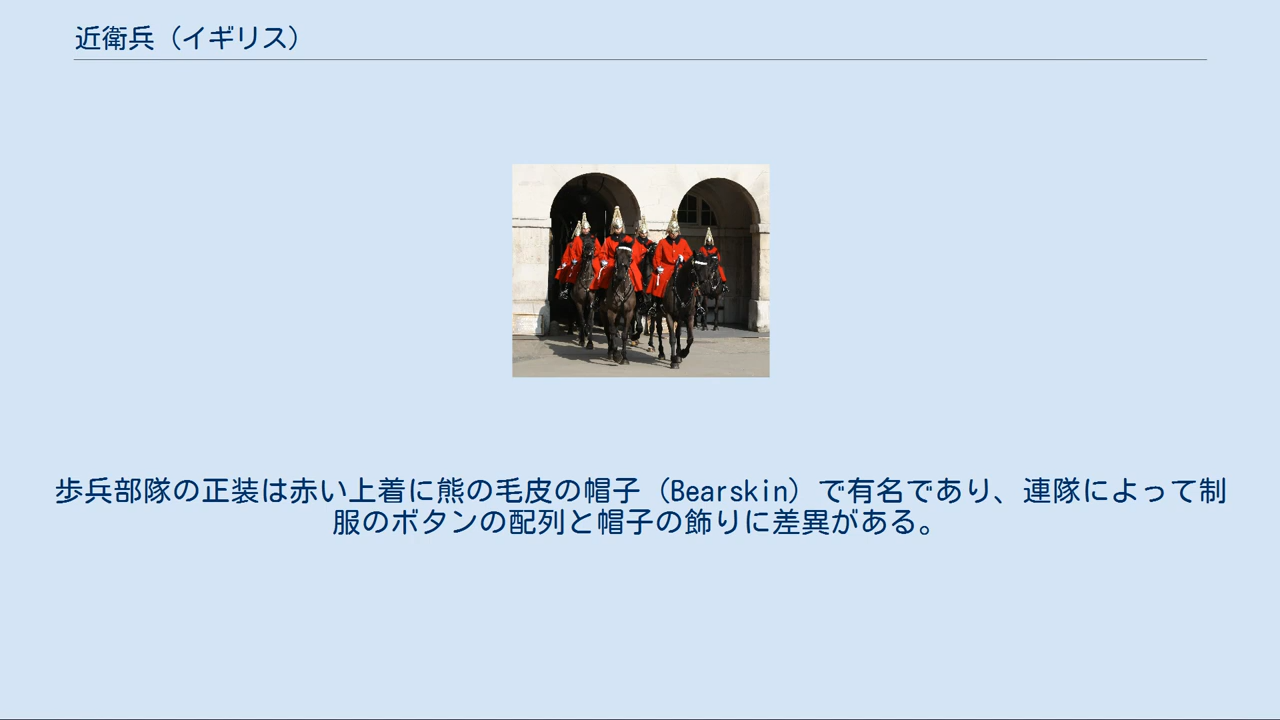 近衛兵（イギリス）
歩兵部隊の正装は赤い上着に熊の毛皮の帽子（Bearskin）で有名であり、連隊によって制
服のボタンの配列と帽子の飾りに差異がある。